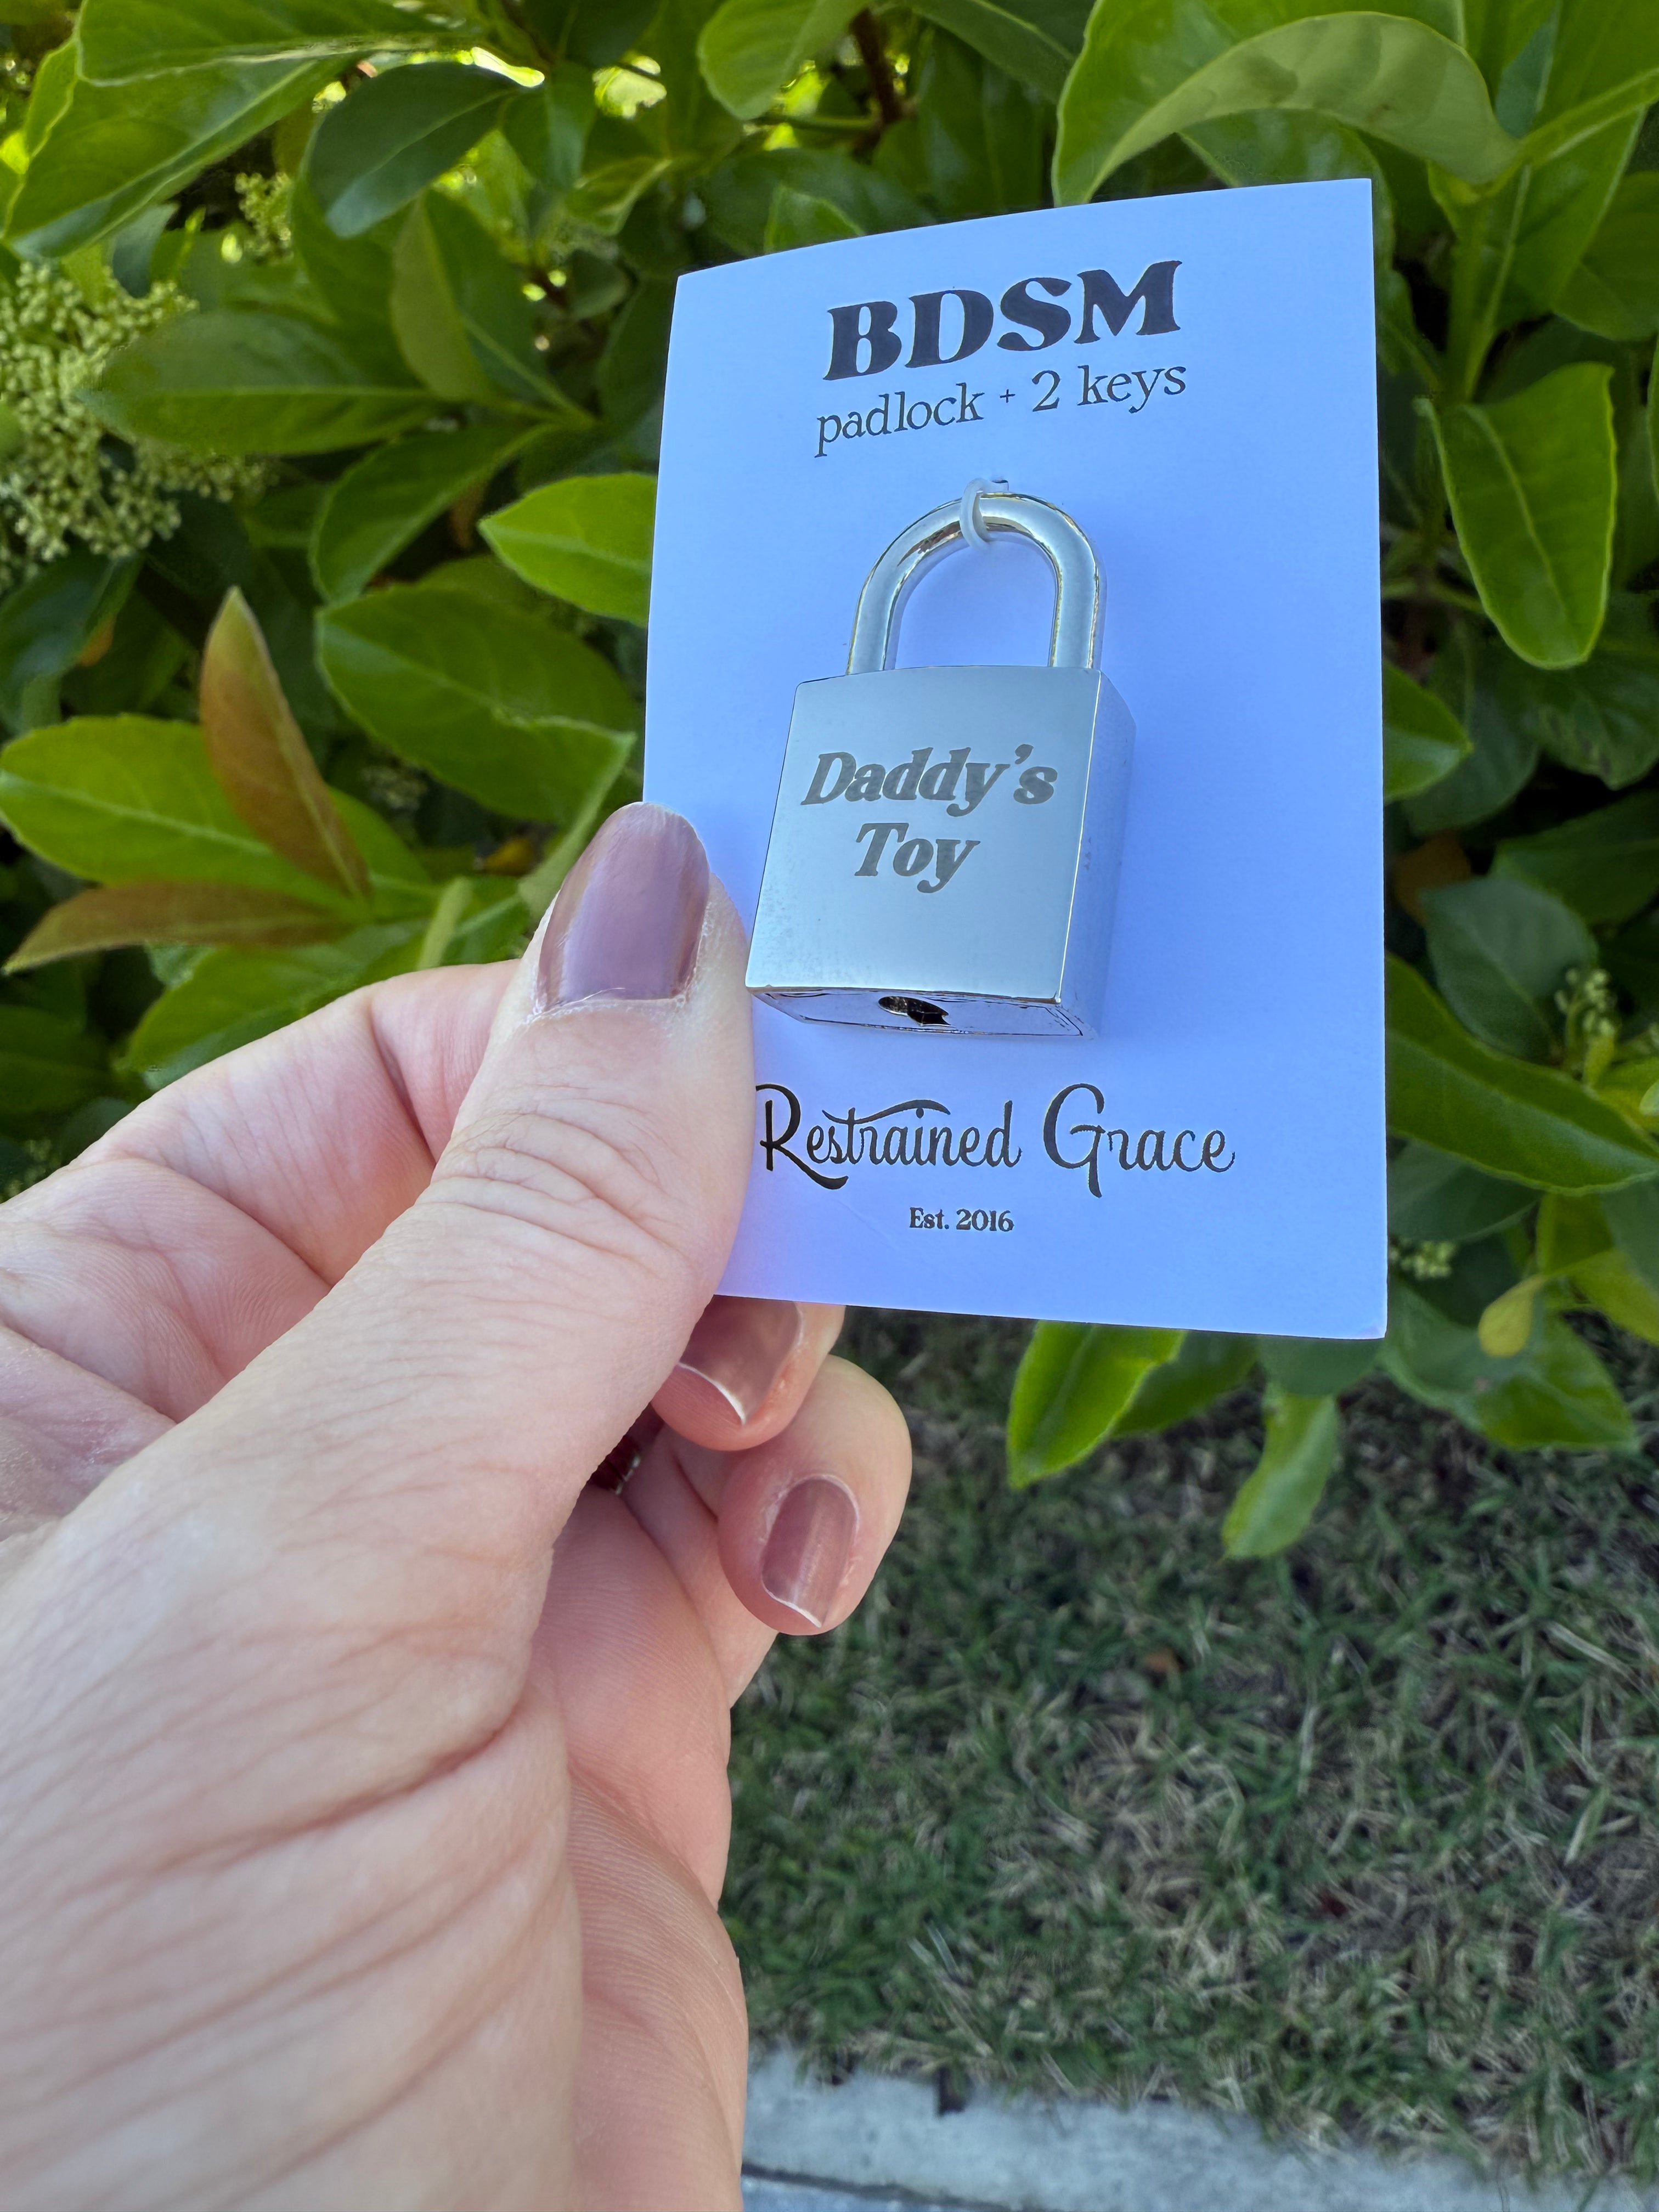 BDSM
padlock + 2 keys
Daddy's
Toy
Restrained Grace
Est. 2016